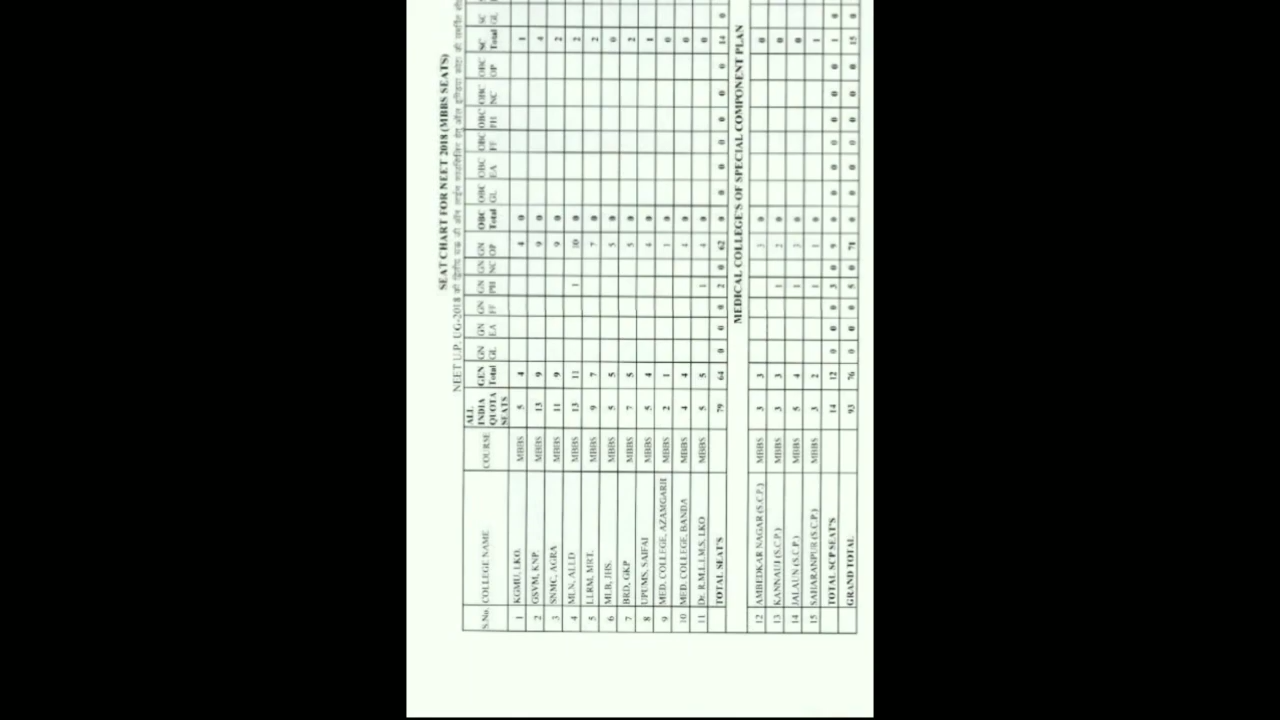 SEAT CHART FOR NEET 2018 (MBBS SEATS)
NEET U.P. UG-2018 की द्वितीय चक्र की
S.No. COLLEGE NAME COURSE ALL INDIA QUOTA SEATS GEN Total GN GL GN EA GN FF GN PH GN NC GN OP OBC Total OBC GL OBC EA OBC FF OBC PH OBC NC OBC OP SC Total SC GL
1 KGMU, LKO. MBBS 5 4 4 0 1
2 GSVM, KNP. MBBS 13 9 9 0 4
3 SNMC, AGRA MBBS 11 9 9 0 2
4 MLN, ALLD MBBS 13 11 1 10 0 2
5 LLRM, MRT. MBBS 9 7 7 0 2
6 MLB, JHS. MBBS 5 5 5 0 0
7 BRD, GKP MBBS 7 5 5 0 2
8 UPUMS, SAIFAI MBBS 5 4 4 0 1
9 MED. COLLEGE, AZAMGARH MBBS 2 1 1 0 0
10 MED. COLLEGE, BANDA MBBS 4 4 4 0 0
11 Dr. R.M.L.I.M.S, LKO MBBS 5 5 1 4 0 0
TOTAL SEAT'S 79 64 0 0 0 2 0 62 0 0 0 0 0 0 0 14 0
MEDICAL COLLEGE'S OF SPECIAL COMPONENT PLAN
12 AMBEDKAR NAGAR (S.C.P.) MBBS 3 3 3 0 0
13 KANNAUJ (S.C.P.) MBBS 3 3 1 2 0 0
14 JALAUN (S.C.P.) MBBS 5 4 1 3 0 0
15 SAHARANPUR (S.C.P.) MBBS 3 2 1 1 0 1
TOTAL SCP SEAT'S 14 12 0 0 0 3 0 9 0 0 0 0 0 0 0 1 0
GRAND TOTAL 93 76 0 0 0 5 0 71 0 0 0 0 0 0 0 15 0